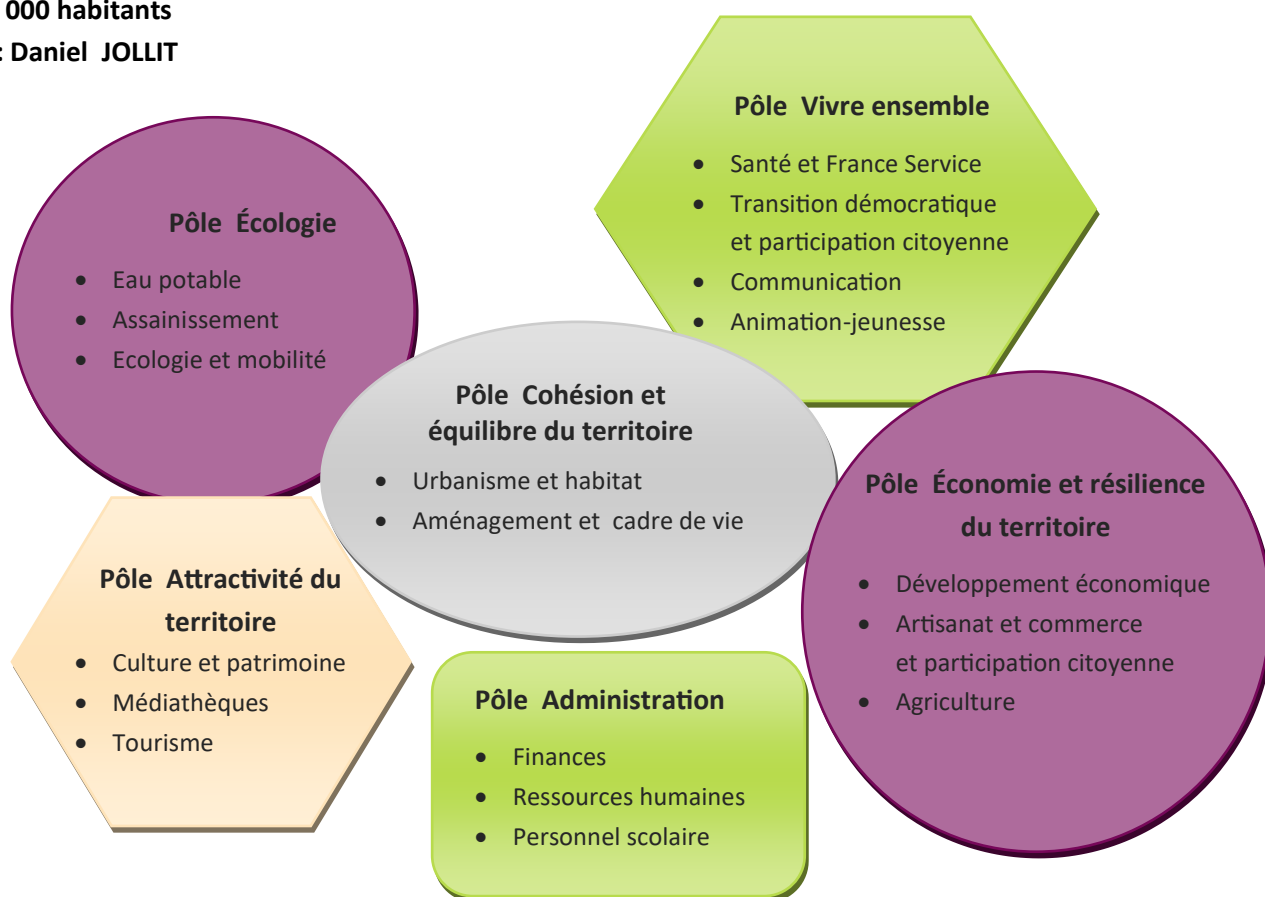 000 habitants
: Daniel JOLLIT
Pôle Vivre ensemble
• Santé et France Service
• Transition démocratique
et participation citoyenne
• Communication
• Animation-jeunesse
Pôle Écologie
• Eau potable
• Assainissement
• Ecologie et mobilité
Pôle Cohésion et
équilibre du territoire
• Urbanisme et habitat
• Aménagement et cadre de vie
Pôle Économie et résilience
du territoire
• Développement économique
• Artisanat et commerce
et participation citoyenne
• Agriculture
Pôle Attractivité du
territoire
• Culture et patrimoine
• Médiathèques
• Tourisme
Pôle Administration
• Finances
• Ressources humaines
• Personnel scolaire